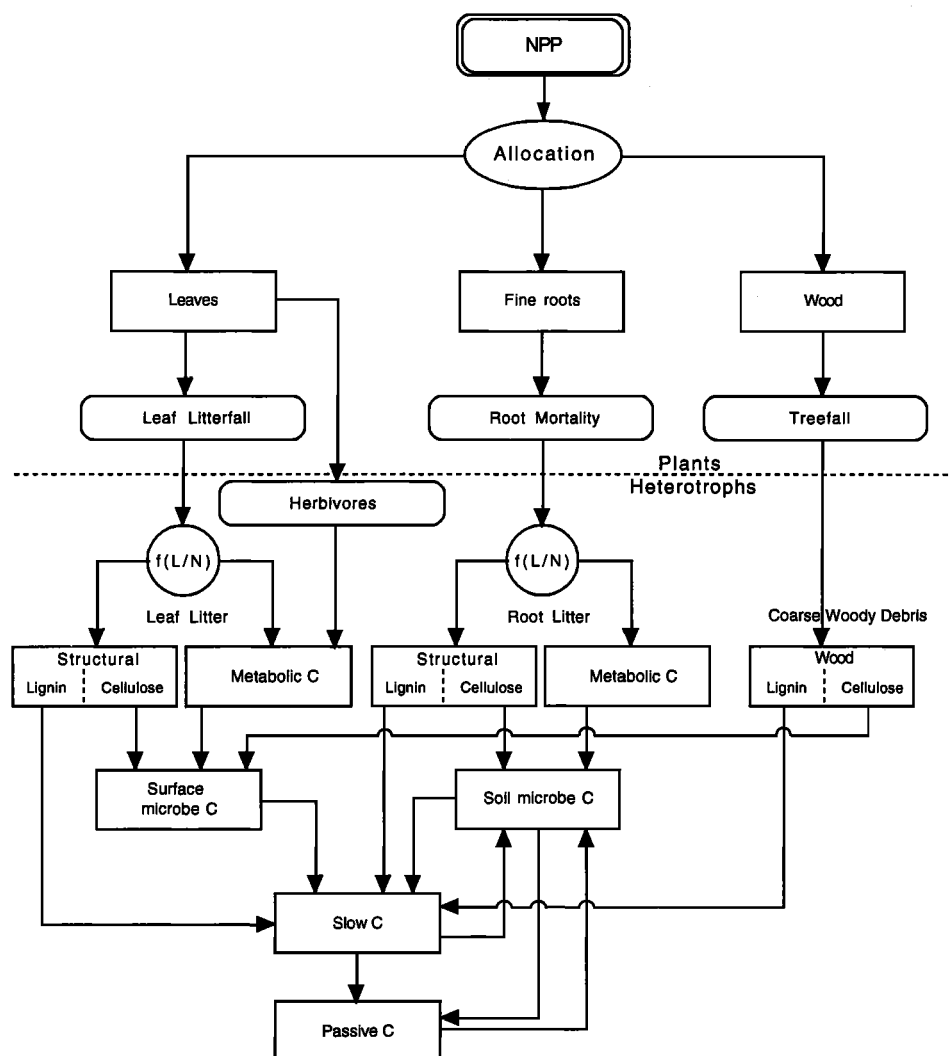 NPP
Allocation
Leaves
Fine roots
Wood
Leaf Litterfall
Root Mortality
Treefall
Plants
Heterotrophs
Herbivores
f(L/N)
f(L/N)
Leaf Litter
Root Litter
Coarse Woody Debris
Structural
Lignin
Cellulose
Metabolic C
Structural
Lignin
Cellulose
Metabolic C
Wood
Lignin
Cellulose
Surface
microbe C
Soil microbe C
Slow C
Passive C